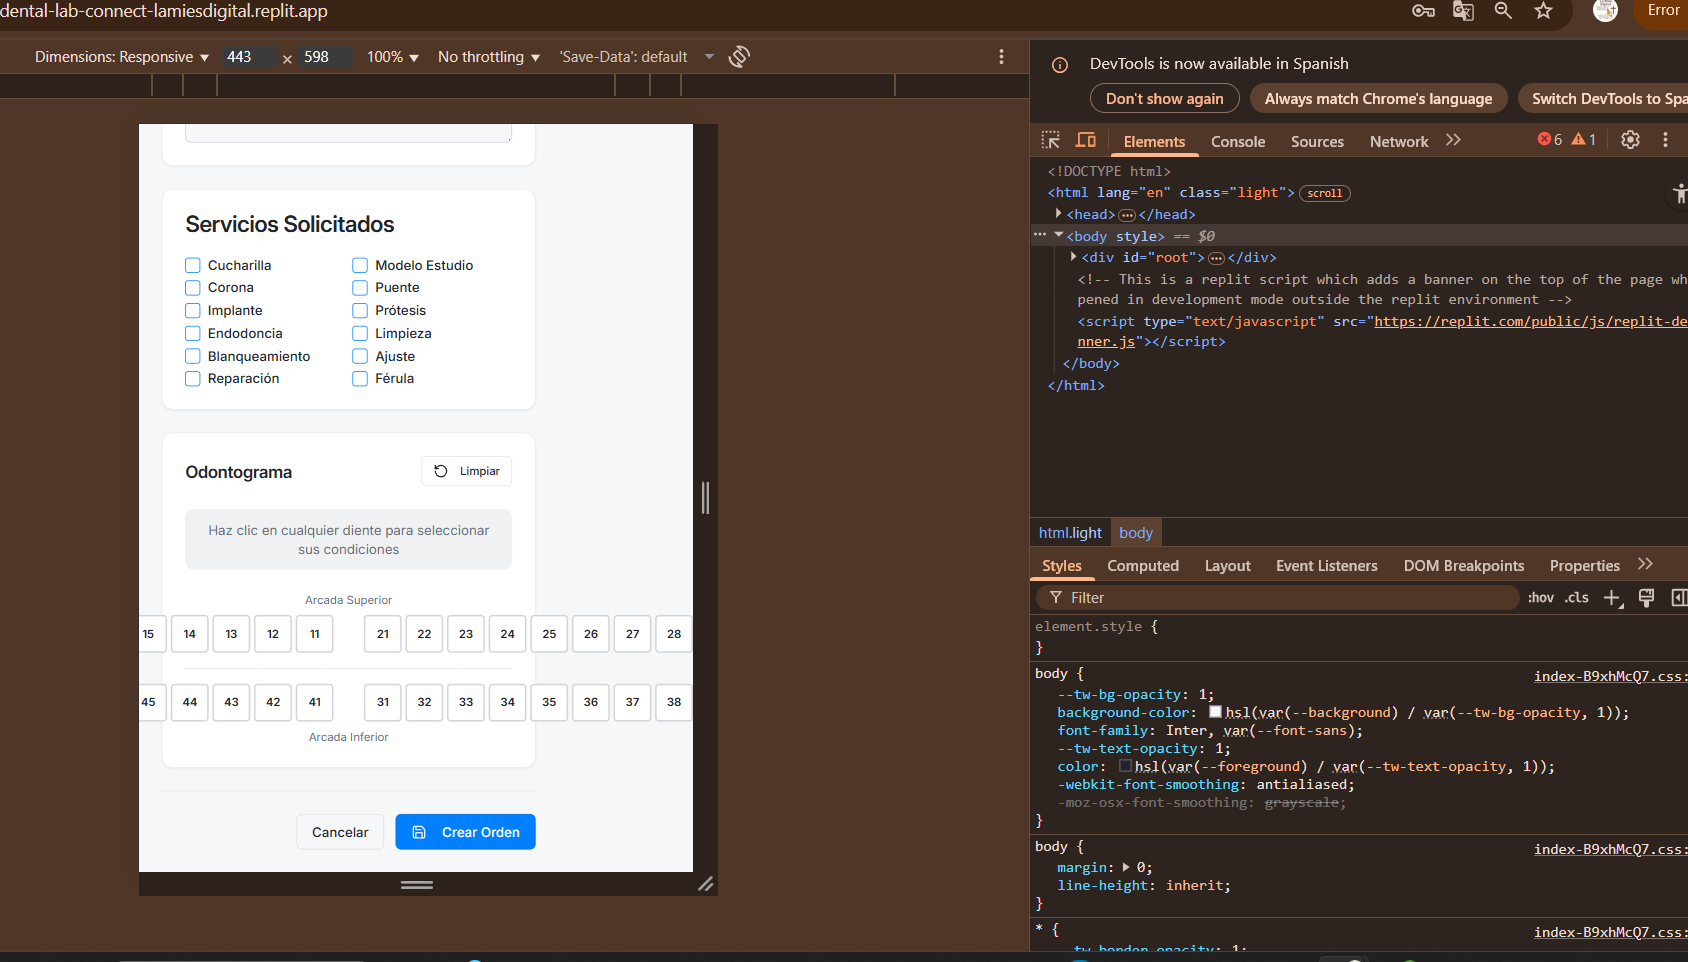 dental-lab-connect-lamiesdigital.replit.app
Error
Dimensions: Responsive ▼ 443 × 598 100% ▼ No throttling ▼ 'Save-Data': default
Servicios Solicitados
Cucharilla Modelo Estudio
Corona Puente
Implante Prótesis
Endodoncia Limpieza
Blanqueamiento Ajuste
Reparación Férula
Odontograma Limpiar
Haz clic en cualquier diente para seleccionar
sus condiciones
Arcada Superior
15 14 13 12 11 21 22 23 24 25 26 27 28
45 44 43 42 41 31 32 33 34 35 36 37 38
Arcada Inferior
Cancelar Crear Orden
DevTools is now available in Spanish
Don't show again Always match Chrome's language Switch DevTools to Spa
Elements Console Sources Network 6 1
<!DOCTYPE html>
<html lang="en" class="light"> scroll
<head> ⋯ </head>
⋯ <body style> == $0
<div id="root"> ⋯ </div>
<!-- This is a replit script which adds a banner on the top of the page wh
pened in development mode outside the replit environment -->
<script type="text/javascript" src="https://replit.com/public/js/replit-de
nner.js"></script>
</body>
</html>
html.light body
Styles Computed Layout Event Listeners DOM Breakpoints Properties
Filter :hov .cls
element.style {
}
body { index-B9xhMcQ7.css:
--tw-bg-opacity: 1;
background-color: hsl(var(--background) / var(--tw-bg-opacity, 1));
font-family: Inter, var(--font-sans);
--tw-text-opacity: 1;
color: hsl(var(--foreground) / var(--tw-text-opacity, 1));
-webkit-font-smoothing: antialiased;
-moz-osx-font-smoothing: grayscale;
}
body { index-B9xhMcQ7.css:
margin: 0;
line-height: inherit;
}
* { index-B9xhMcQ7.css:
--tw-border-opacity: 1;